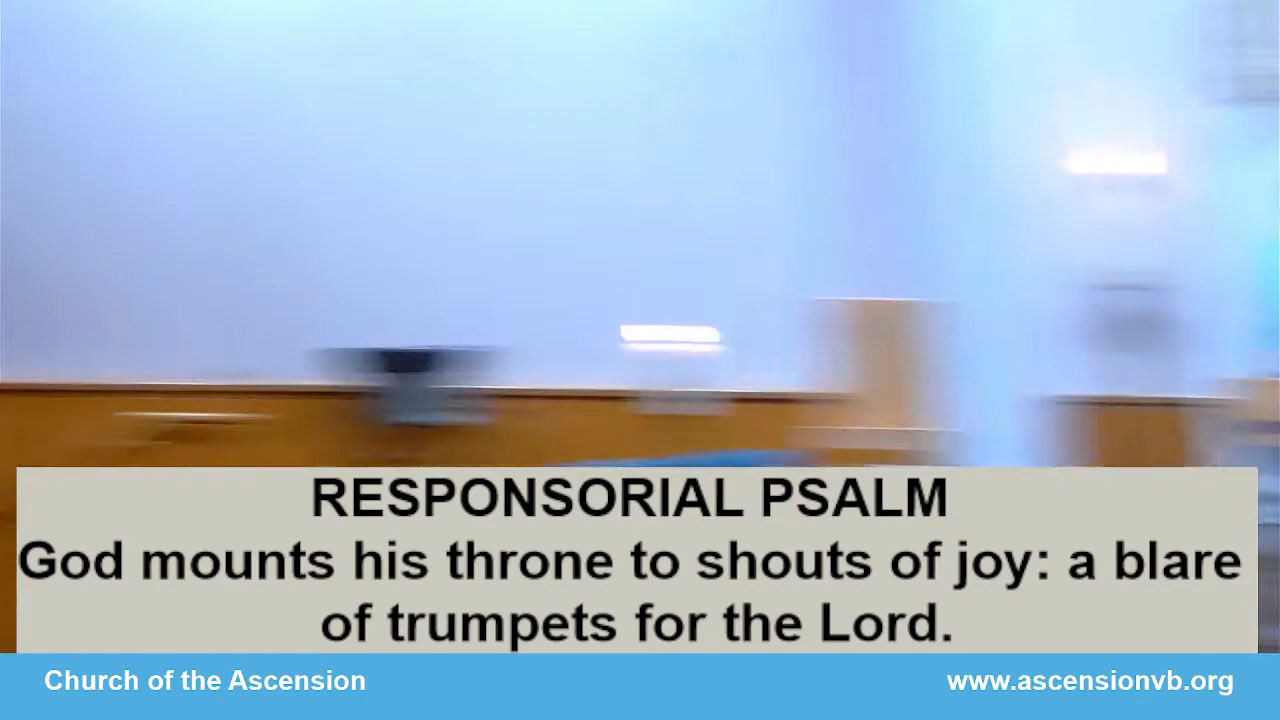 RESPONSORIAL PSALM
God mounts his throne to shouts of joy: a blare
of trumpets for the Lord.
Church of the Ascension
www.ascensionvb.org